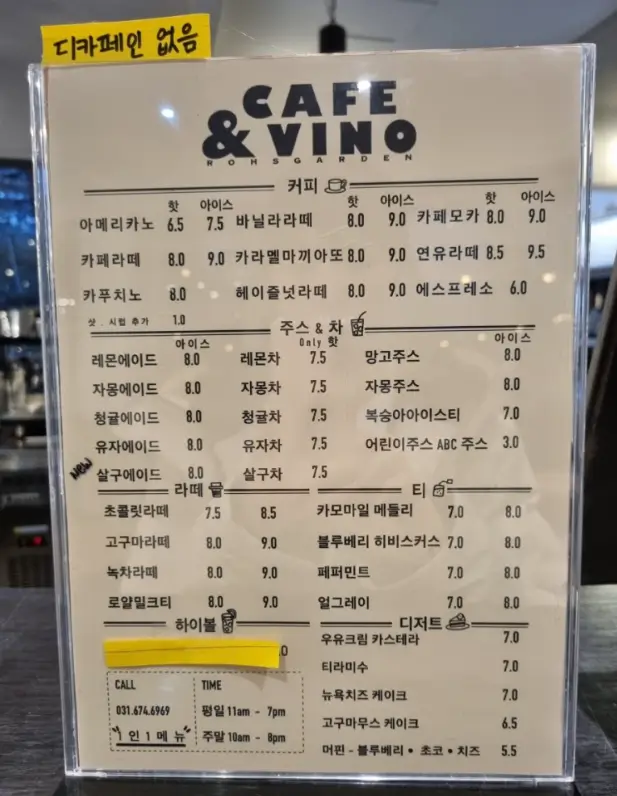 디카페인 없음
CAFE
& VINO
ROHSGARDEN
커피
핫 아이스 핫 아이스 핫 아이스
아메리카노 6.5 7.5 바닐라라떼 8.0 9.0 카페모카 8.0 9.0
카페라떼 8.0 9.0 카라멜마끼아또 8.0 9.0 연유라떼 8.5 9.5
카푸치노 8.0 헤이즐넛라떼 8.0 9.0 에스프레소 6.0
샷 . 시럽 추가 1.0
주스 & 차
아이스 Only 핫 아이스
레몬에이드 8.0 레몬차 7.5 망고주스 8.0
자몽에이드 8.0 자몽차 7.5 자몽주스 8.0
청귤에이드 8.0 청귤차 7.5 복숭아아이스티 7.0
유자에이드 8.0 유자차 7.5 어린이주스 ABC 주스 3.0
NEW 살구에이드 8.0 살구차 7.5
라떼
초콜릿라떼 7.5 8.5
고구마라떼 8.0 9.0
녹차라떼 8.0 9.0
로얄밀크티 8.0 9.0
티
카모마일 메들리 7.0 8.0
블루베리 히비스커스 7.0 8.0
페퍼민트 7.0 8.0
얼그레이 7.0 8.0
하이볼
디저트
우유크림 카스테라 7.0
티라미수 7.0
뉴욕치즈 케이크 7.0
고구마무스 케이크 6.5
머핀 - 블루베리 • 초코 • 치즈 5.5
CALL
031.674.6969
1인 1메뉴
TIME
평일 11am - 7pm
주말 10am - 8pm